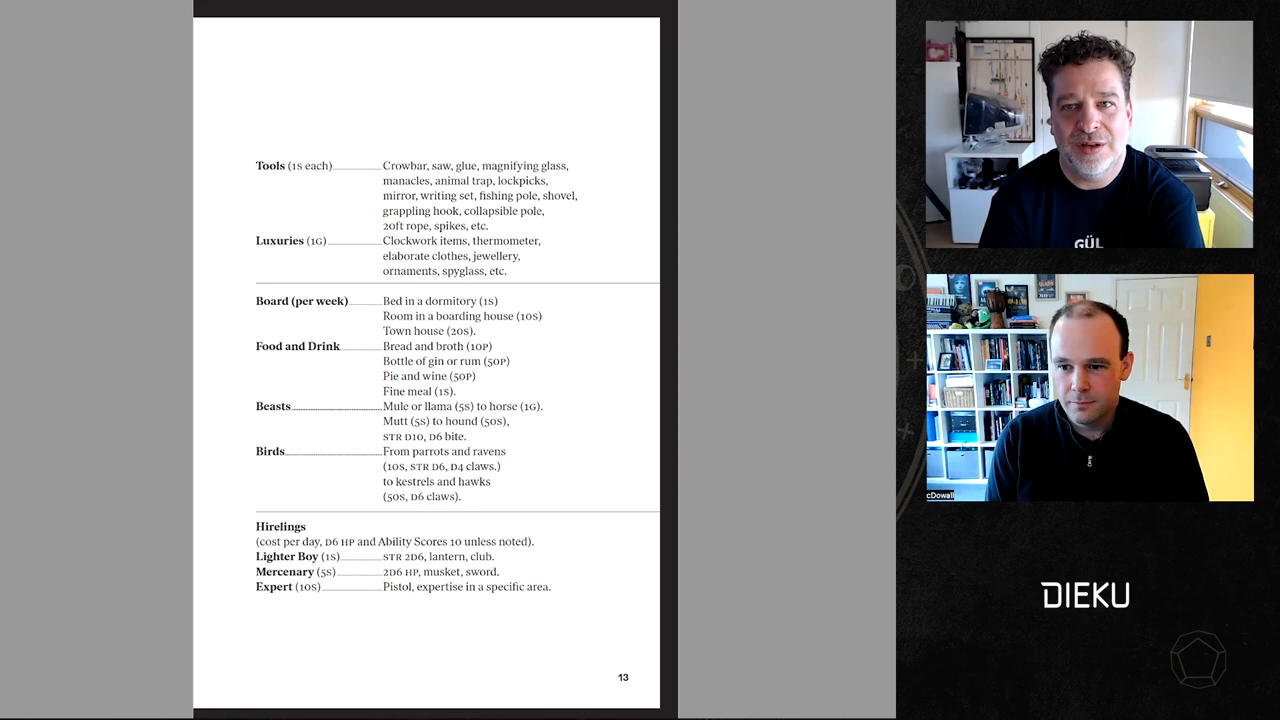 Tools (1S each) Crowbar, saw, glue, magnifying glass,
manacles, animal trap, lockpicks,
mirror, writing set, fishing pole, shovel,
grappling hook, collapsible pole,
20ft rope, spikes, etc.
Luxuries (1G) Clockwork items, thermometer,
elaborate clothes, jewellery,
ornaments, spyglass, etc.
Board (per week) Bed in a dormitory (1S)
Room in a boarding house (10S)
Town house (20S).
Food and Drink Bread and broth (10P)
Bottle of gin or rum (50P)
Pie and wine (50P)
Fine meal (1S).
Beasts Mule or llama (5S) to horse (1G).
Mutt (5S) to hound (50S),
STR D10, D6 bite.
Birds From parrots and ravens
(10S, STR D6, D4 claws.)
to kestrels and hawks
(50S, D6 claws).
Hirelings
(cost per day, D6 HP and Ability Scores 10 unless noted).
Lighter Boy (1S) STR 2D6, lantern, club.
Mercenary (5S) 2D6 HP, musket, sword.
Expert (10S) Pistol, expertise in a specific area.
13
GÜL
cDowall
DIEKU